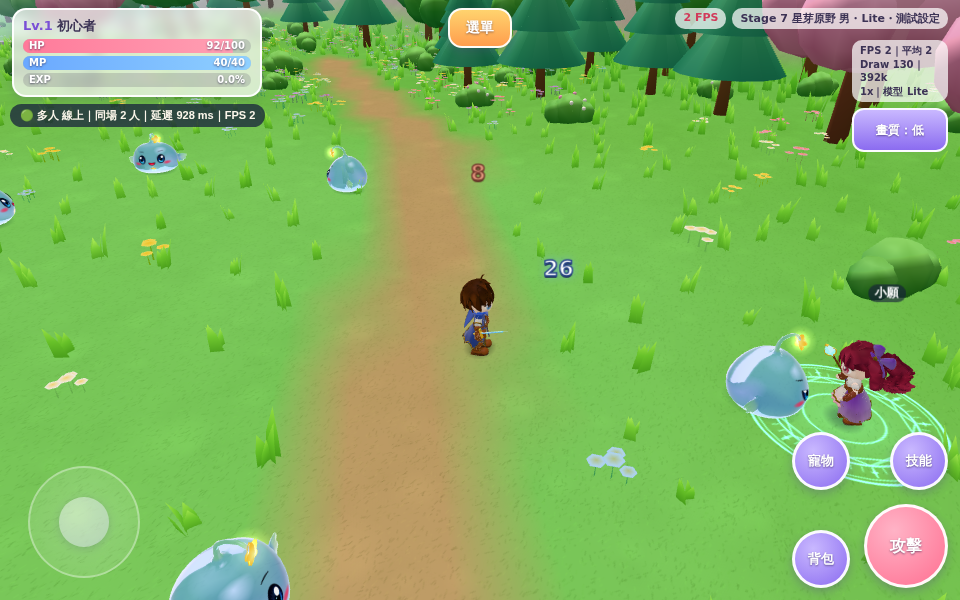 Lv.1 初心者
HP 92/100
MP 40/40
EXP 0.0%
🟢 多人 線上｜同場 2 人｜延遲 928 ms｜FPS 2
選單
2 FPS
Stage 7 星芽原野 男・Lite・測試設定
FPS 2｜平均 2
Draw 130｜
392k
1x｜模型 Lite
畫質：低
8
26
小願
寵物
技能
攻擊
背包